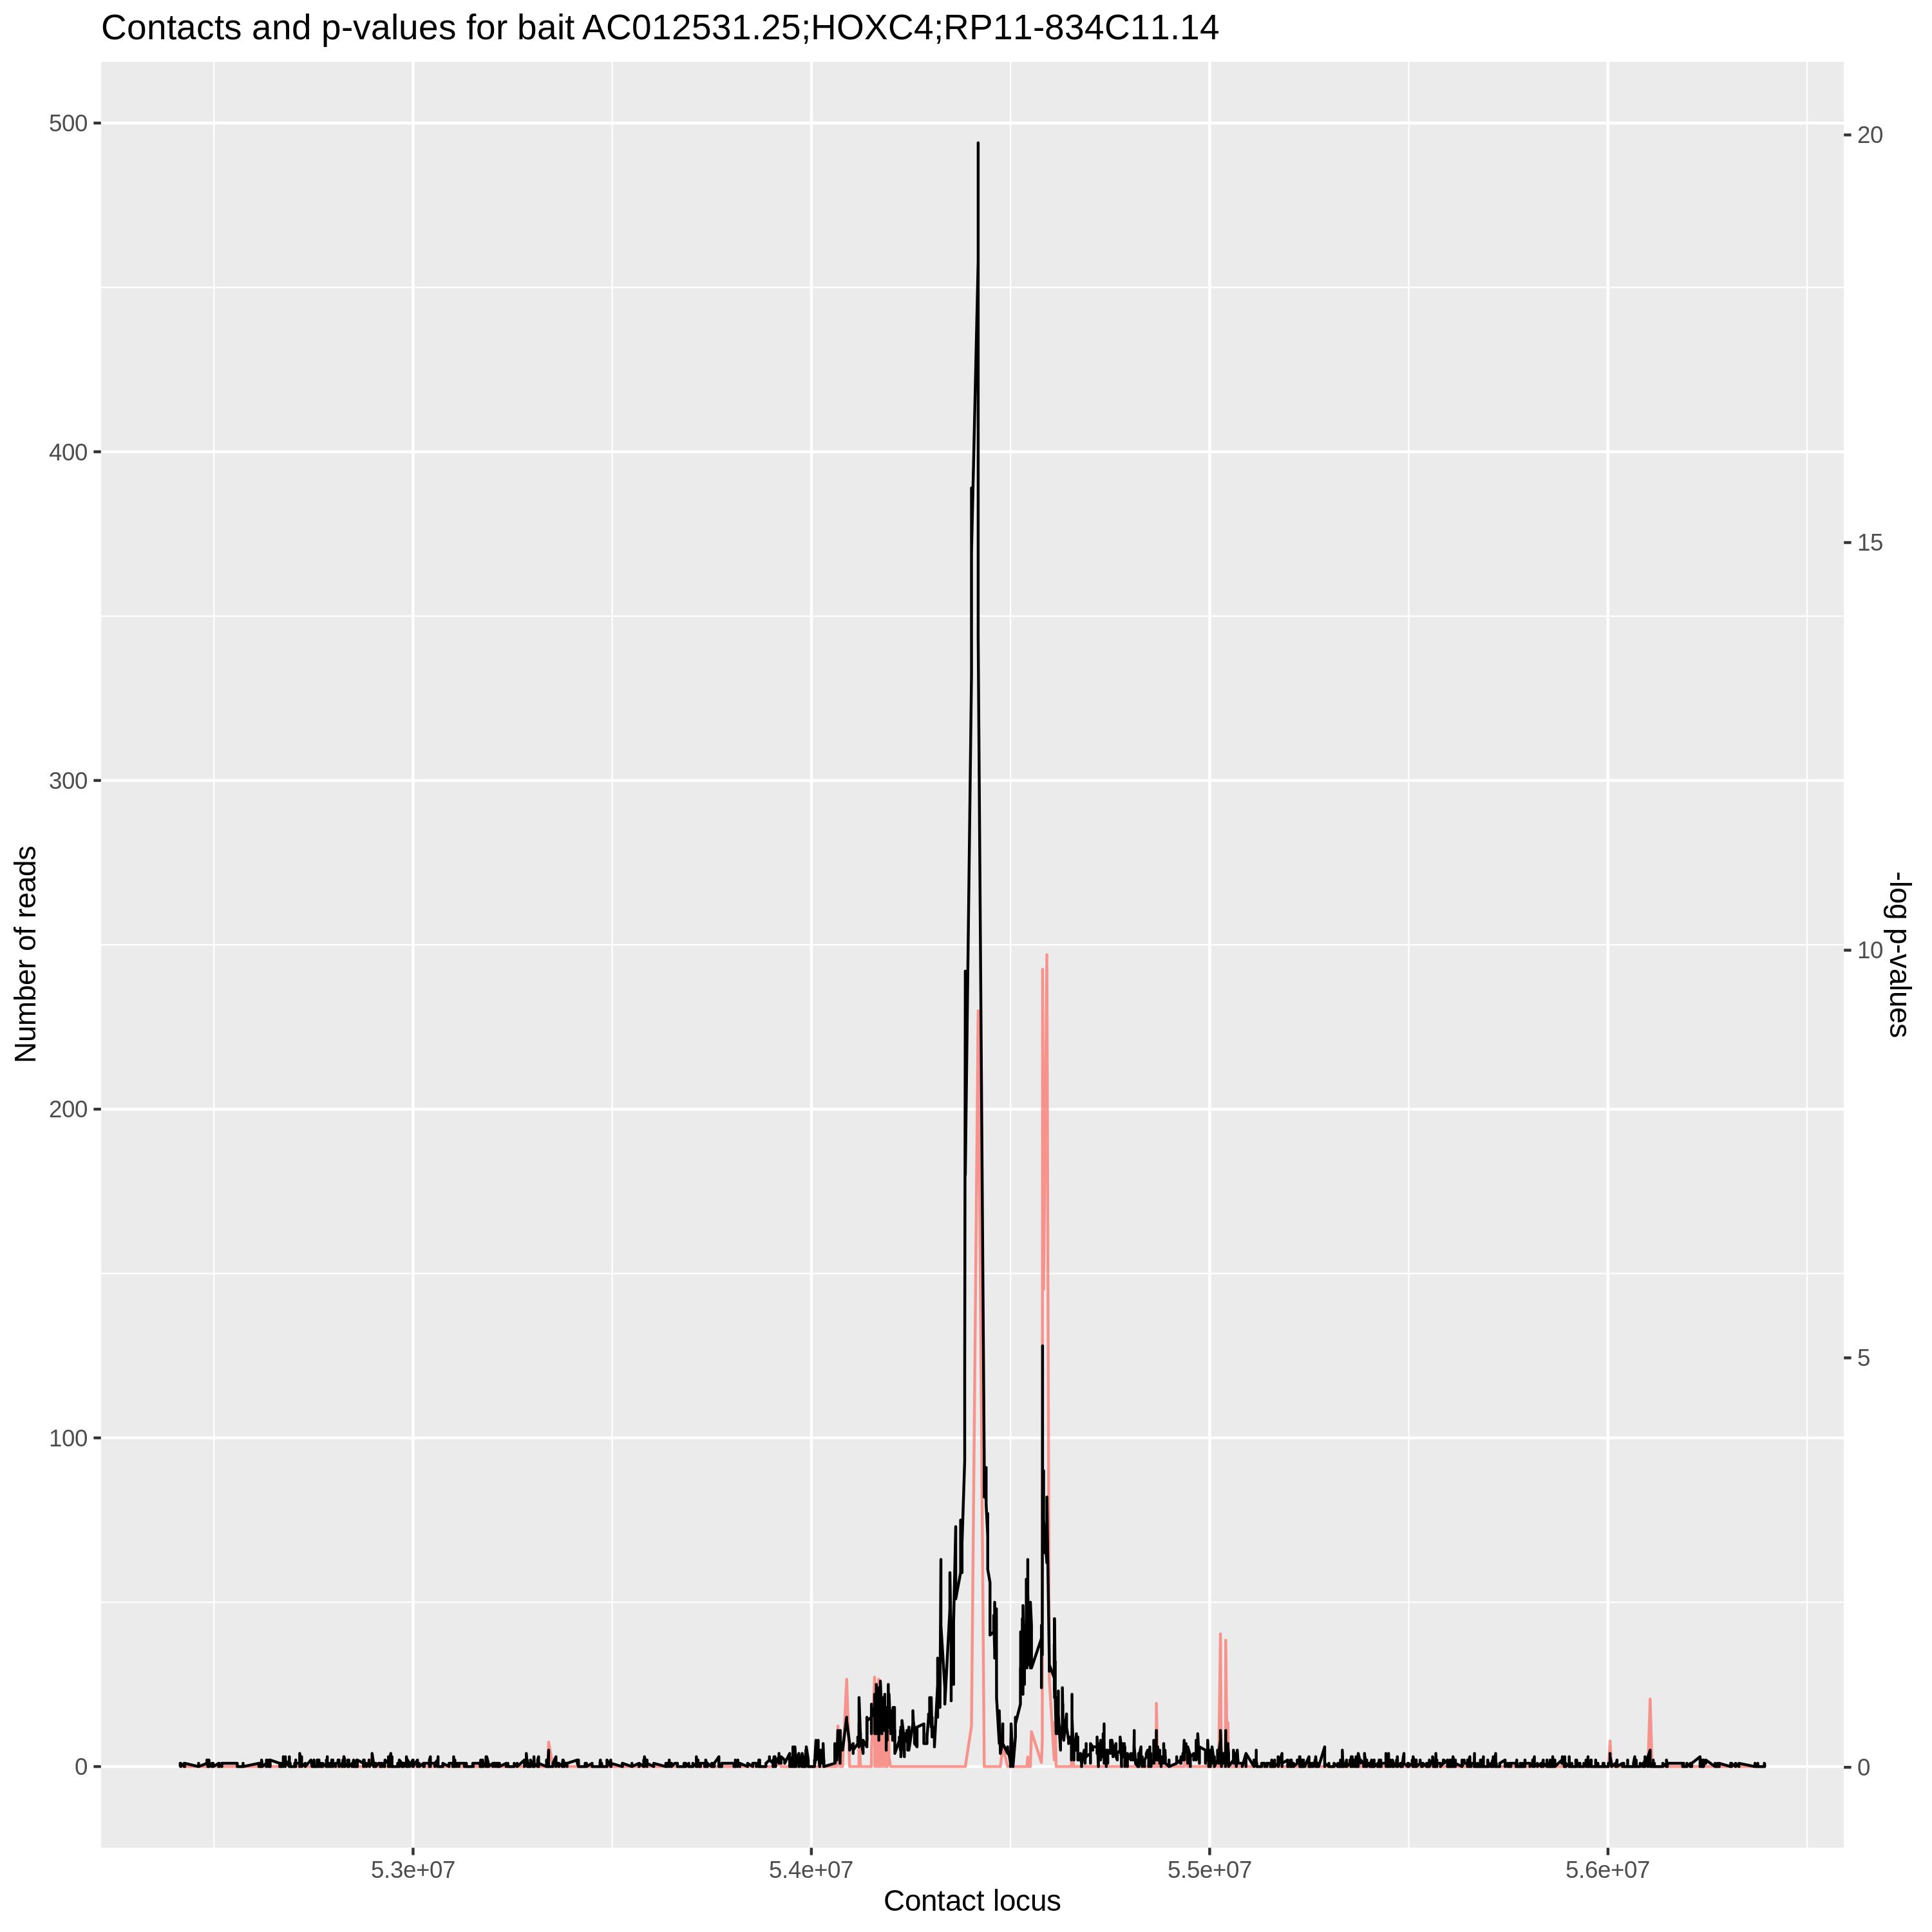 Contacts and p-values for bait AC012531.25;HOXC4;RP11-834C11.14
500
400
300
200
100
0
Number of reads
20
15
10
5
0
-log p-values
5.3e+07
5.4e+07
5.5e+07
5.6e+07
Contact locus